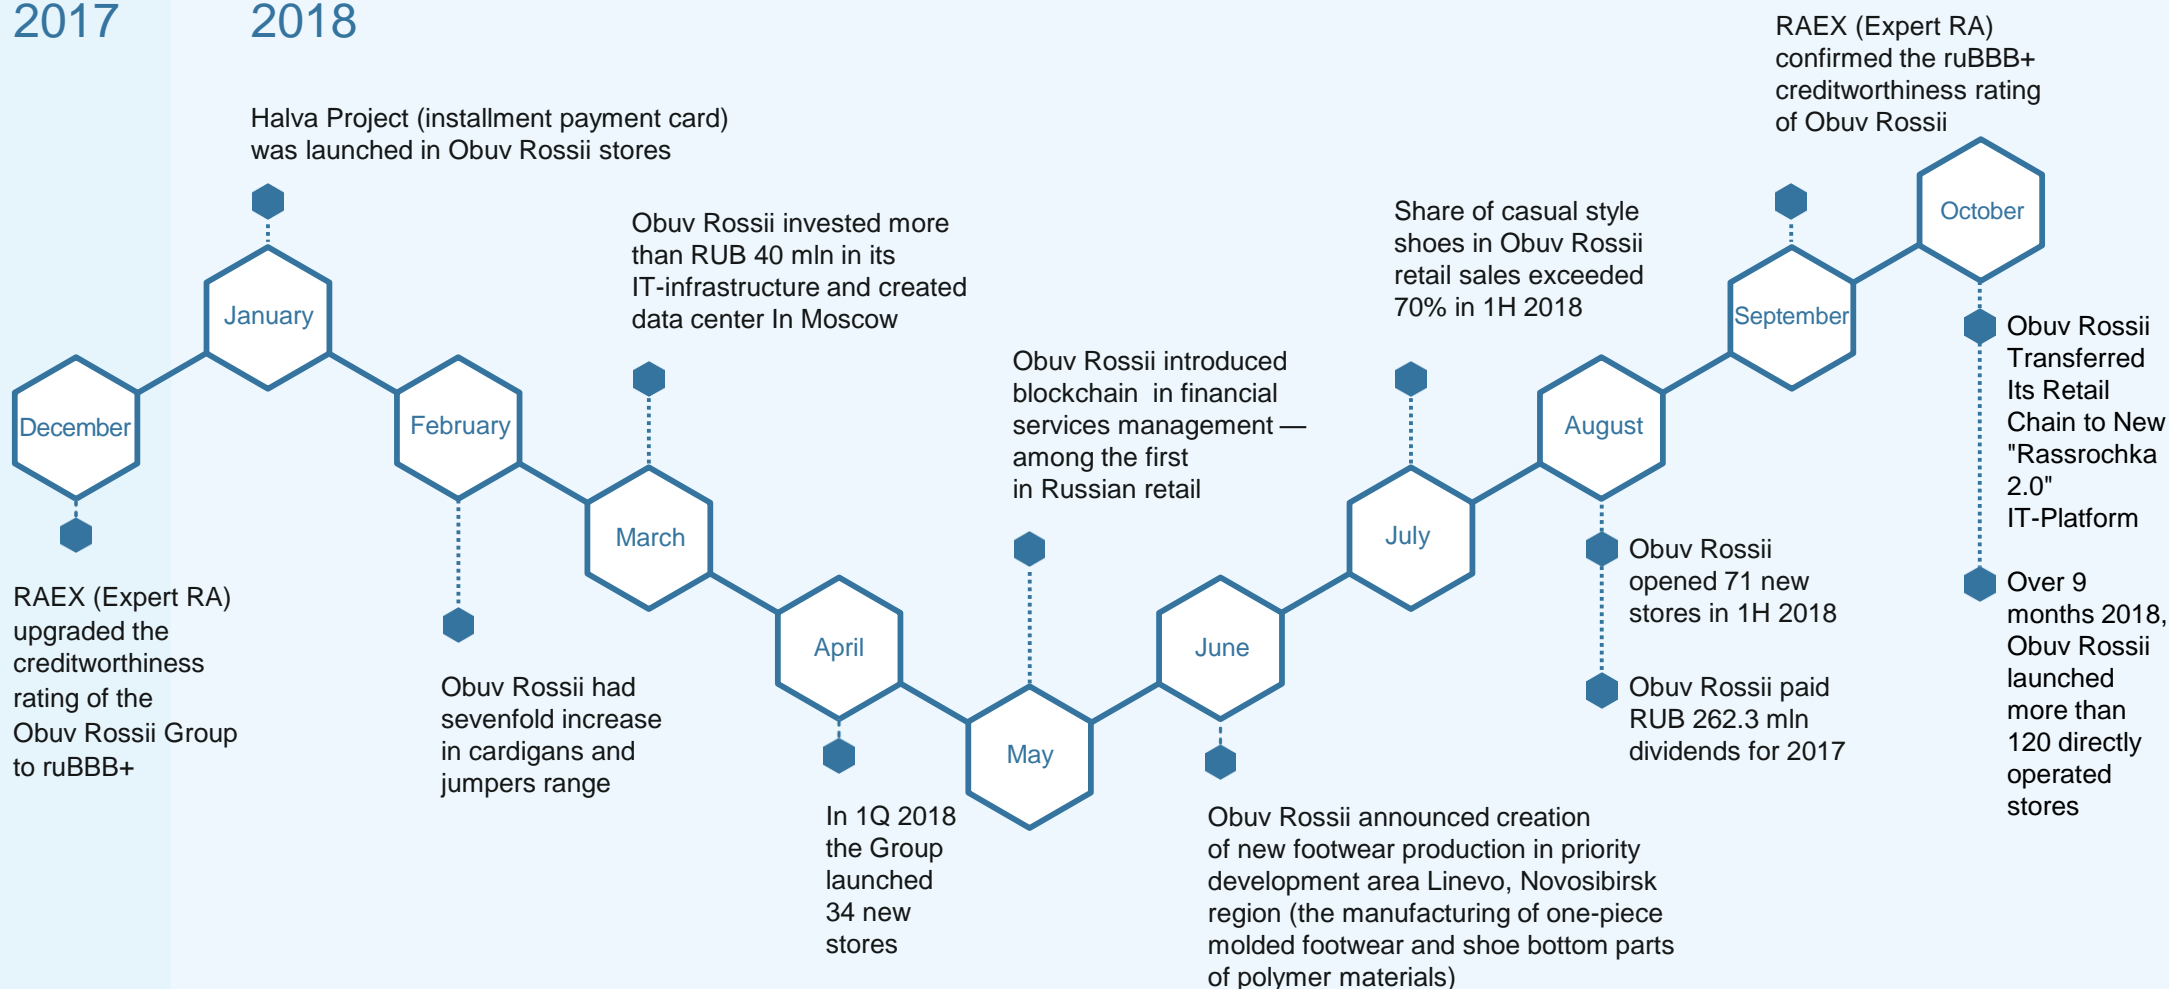 2017
2018
December
RAEX (Expert RA)
upgraded the
creditworthiness
rating of the
Obuv Rossii Group
to ruBBB+
Halva Project (installment payment card)
was launched in Obuv Rossii stores
January
February
Obuv Rossii had
sevenfold increase
in cardigans and
jumpers range
Obuv Rossii invested more
than RUB 40 mln in its
IT-infrastructure and created
data center In Moscow
March
April
In 1Q 2018
the Group
launched
34 new
stores
Obuv Rossii introduced
blockchain  in financial
services management —
among the first
in Russian retail
May
June
Obuv Rossii announced creation
of new footwear production in priority
development area Linevo, Novosibirsk
region (the manufacturing of one-piece
molded footwear and shoe bottom parts
of polymer materials)
Share of casual style
shoes in Obuv Rossii
retail sales exceeded
70% in 1H 2018
July
August
Obuv Rossii
opened 71 new
stores in 1H 2018
Obuv Rossii paid
RUB 262.3 mln
dividends for 2017
RAEX (Expert RA)
confirmed the ruBBB+
creditworthiness rating
of Obuv Rossii
September
October
Obuv Rossii
Transferred
Its Retail
Chain to New
"Rassrochka
2.0"
IT-Platform
Over 9
months 2018,
Obuv Rossii
launched
more than
120 directly
operated
stores